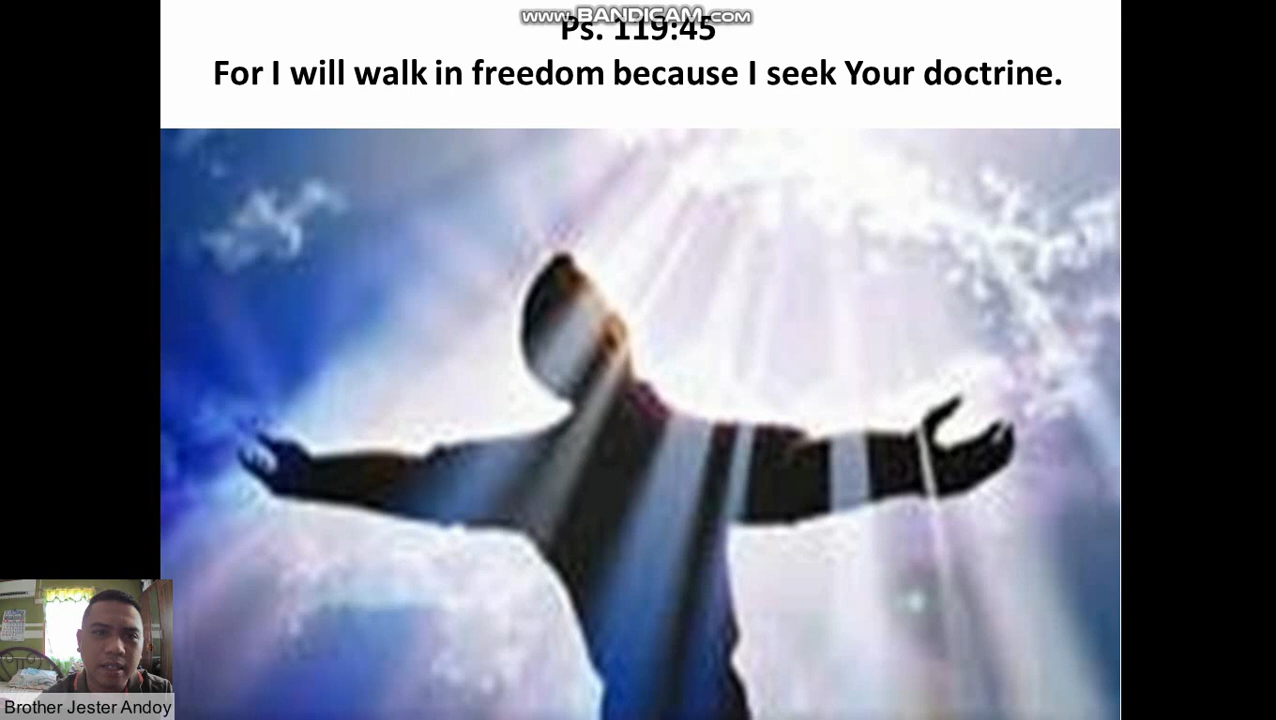 www.BANDICAM.com
Ps. 119:45
For I will walk in freedom because I seek Your doctrine.
Brother Jester Andoy